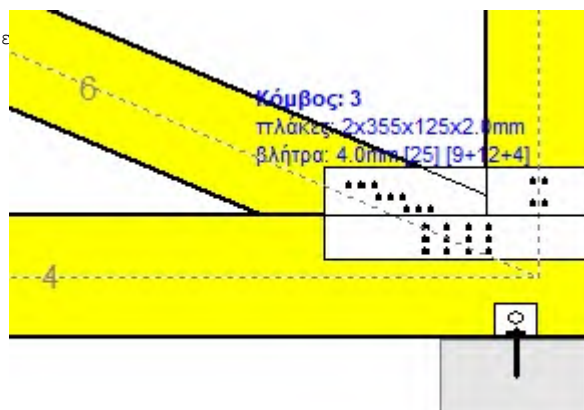 ε
6
Κόμβος: 3
πλάκες: 2x355x125x2.0mm
βλήτρα: 4.0mm [25] [9+12+4]
4